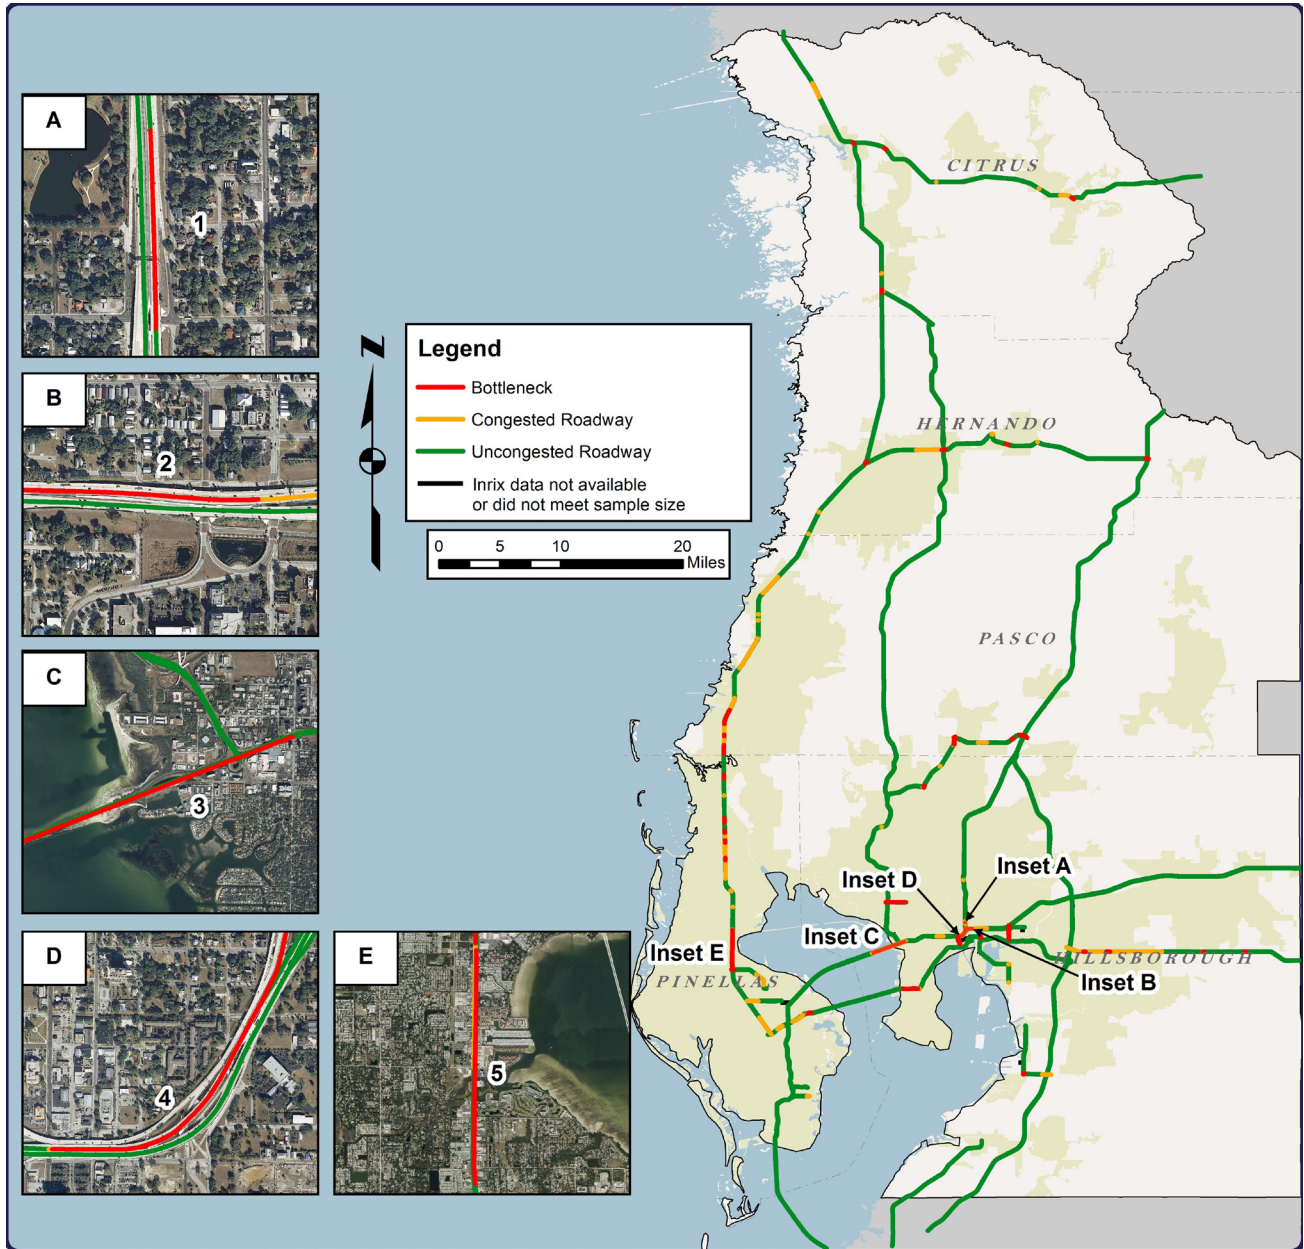 A
1
B
2
C
3
D
4
E
5
N
Legend
Bottleneck
Congested Roadway
Uncongested Roadway
Inrix data not available
or did not meet sample size
0 5 10 20
Miles
CITRUS
HERNANDO
PASCO
Inset A
Inset D
Inset C
Inset E
HILLSBOROUGH
PINELLAS
Inset B